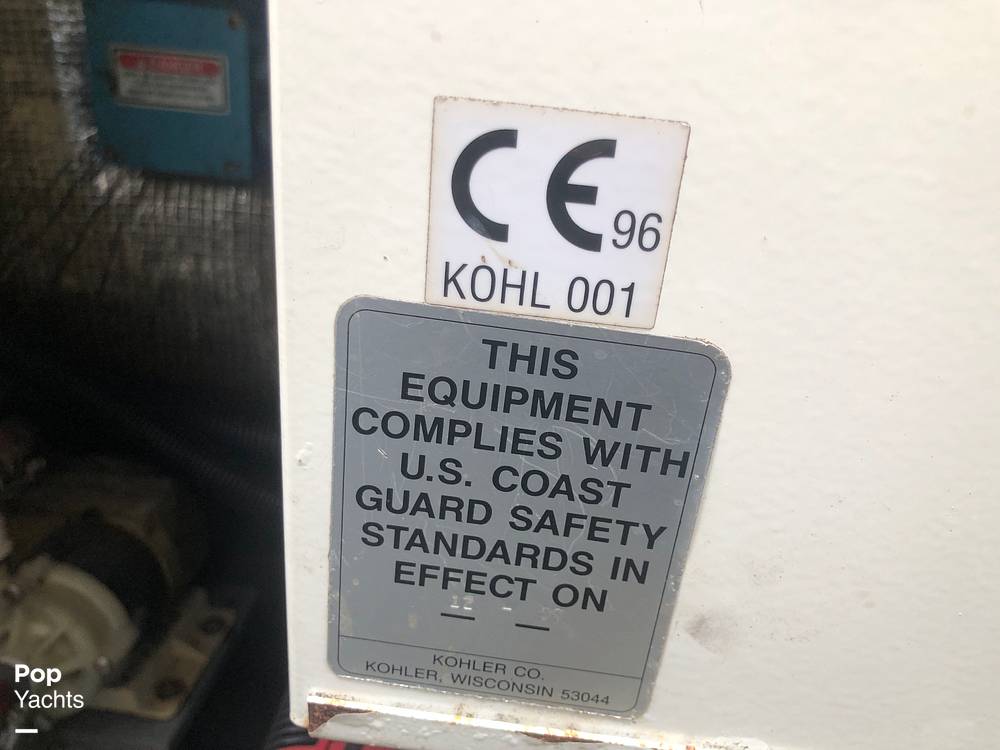 DANGER
CE 96
KOHL 001
THIS
EQUIPMENT
COMPLIES WITH
U.S. COAST
GUARD SAFETY
STANDARDS IN
EFFECT ON
KOHLER CO.
KOHLER, WISCONSIN 53044
Pop
Yachts